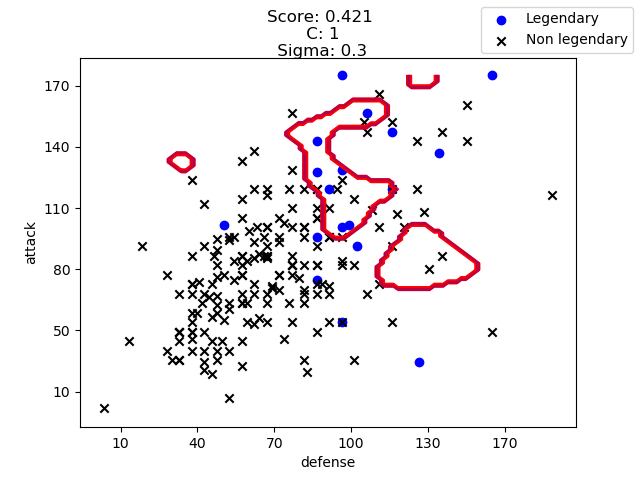 Score: 0.421
C: 1
Sigma: 0.3
Legendary
Non legendary
attack
170
140
110
80
50
10
10
40
70
100
130
170
defense